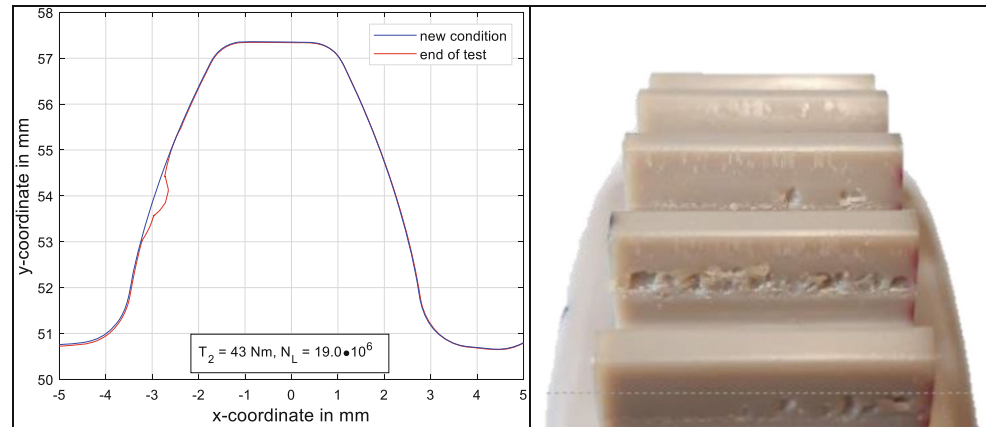 58
57
56
55
54
53
52
51
50
y-coordinate in mm
new condition
end of test
T2 = 43 Nm, NL = 19.0•10^6
-5 -4 -3 -2 -1 0 1 2 3 4 5
x-coordinate in mm